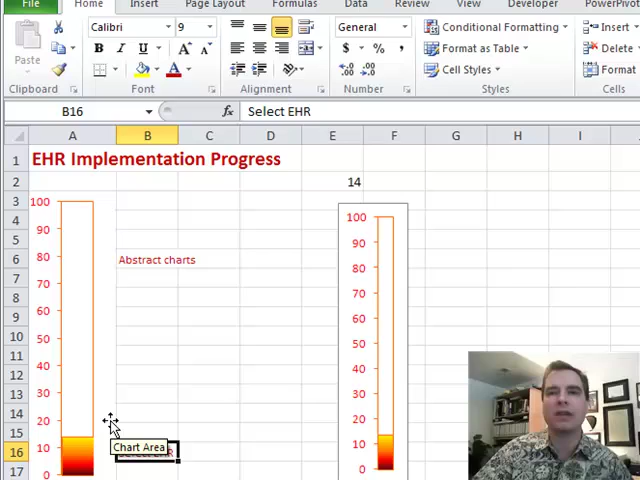 File Home Insert Page Layout Formulas Data Review View Developer PowerPivot
Calibri 9 General Conditional Formatting Insert
B I U A A $ % , Format as Table Delete
Paste Cell Styles Format
Clipboard Font Alignment Number Styles Cells
B16 fx Select EHR
A B C D E F G H I
1 EHR Implementation Progress
2 14
3 100 100
4 90 90
5
6 80 Abstract charts 80
7 70 70
8 60 60
9
10 50 50
11 40 40
12
13 30 30
14 20 20
15
Chart Area
16 10 10
17 0 0